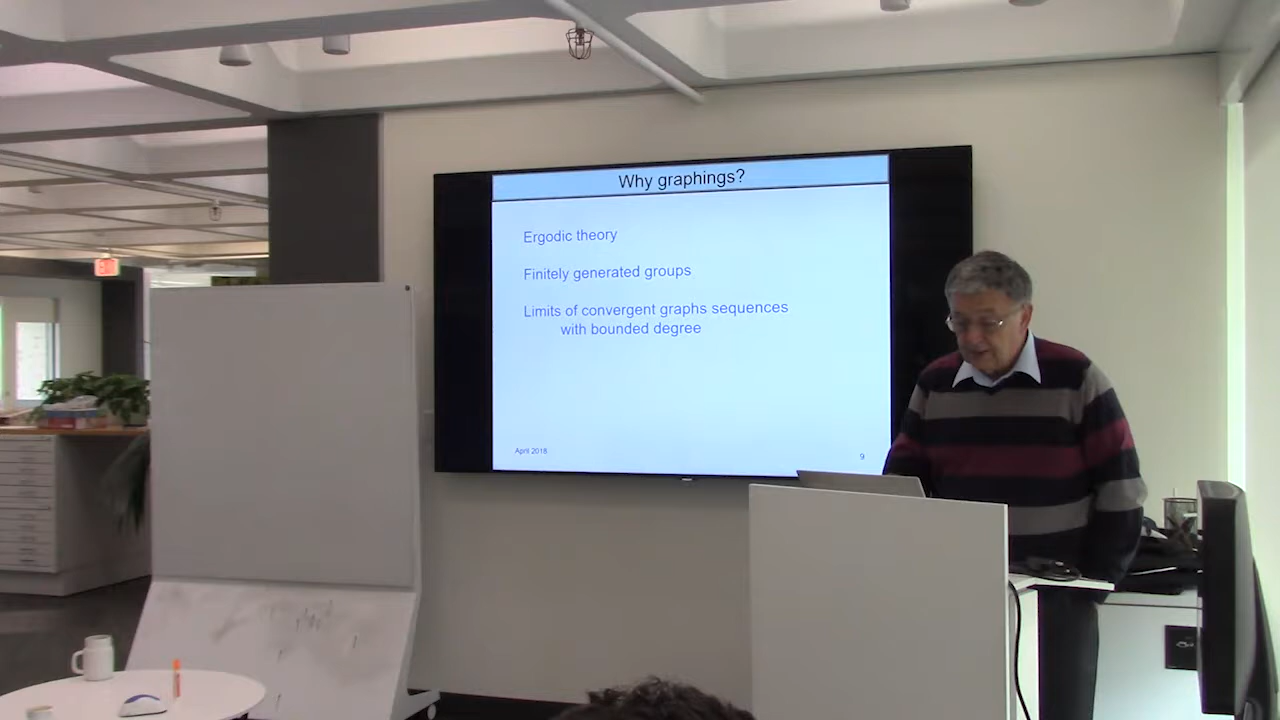 Why graphings?
Ergodic theory
Finitely generated groups
Limits of convergent graphs sequences
with bounded degree
April 2018
9